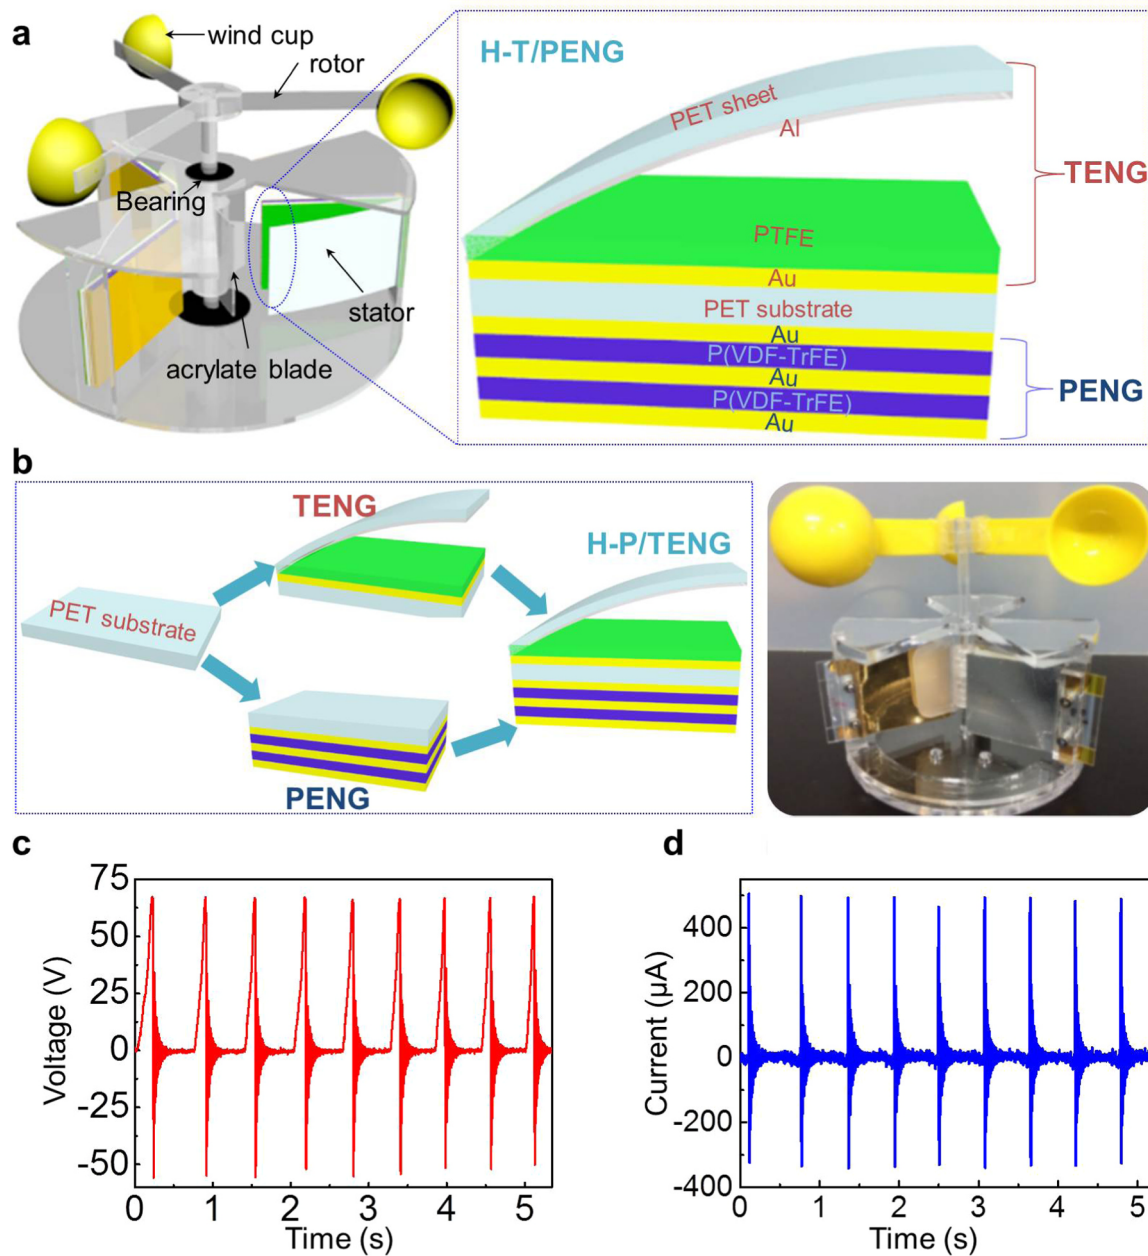 a
wind cup
rotor
Bearing
stator
acrylate blade
H-T/PENG
PET sheet
Al
TENG
PTFE
Au
PET substrate
Au
P(VDF-TrFE)
Au
P(VDF-TrFE)
Au
PENG
b
TENG
H-P/TENG
PET substrate
PENG
c
75
50
25
0
-25
-50
Voltage (V)
0 1 2 3 4 5
Time (s)
d
400
200
0
-200
-400
Current (μA)
0 1 2 3 4 5
Time (s)